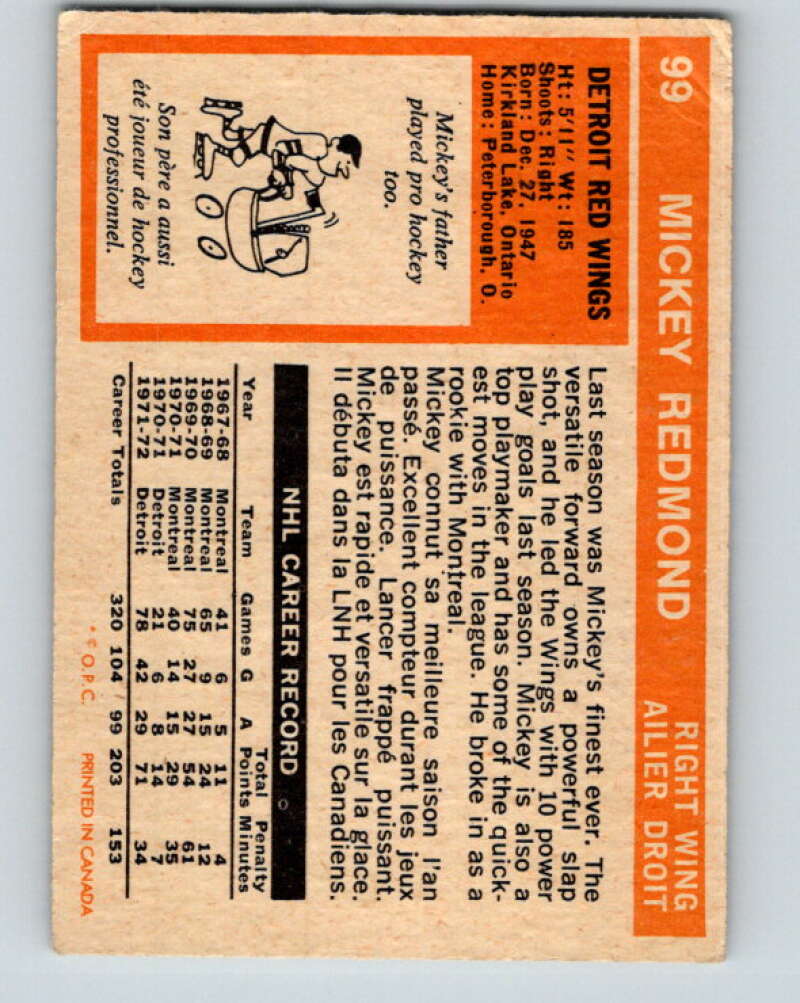 99 MICKEY REDMOND RIGHT WING
AILIER DROIT
DETROIT RED WINGS
Ht: 5'11" Wt: 185
Shoots: Right
Born: Dec. 27, 1947
Kirkland Lake, Ontario
Home: Peterborough, O.
Mickey's father
played pro hockey
too.
Son père a aussi
été joueur de hockey
professionnel.
Last season was Mickey's finest ever. The
versatile forward owns a powerful slap
shot, and he led the Wings with 10 power
play goals last season. Mickey is also a
top playmaker and has some of the quick-
est moves in the league. He broke in as a
rookie with Montreal.
Mickey connut sa meilleure saison l'an
passé. Excellent compteur durant les jeux
de puissance. Lancer frappé puissant.
Mickey est rapide et versatile sur la glace.
Il débuta dans la LNH pour les Canadiens.
NHL CAREER RECORD
Total Penalty
Year Team Games G A Points Minutes
1967-68 Montreal 41 6 5 11 4
1968-69 Montreal 65 9 15 24 12
1969-70 Montreal 75 27 27 54 61
1970-71 Montreal 40 14 15 29 35
1970-71 Detroit 21 6 8 14 7
1971-72 Detroit 78 42 29 71 34
Career Totals 320 104 99 203 153
* © O.P.C. PRINTED IN CANADA